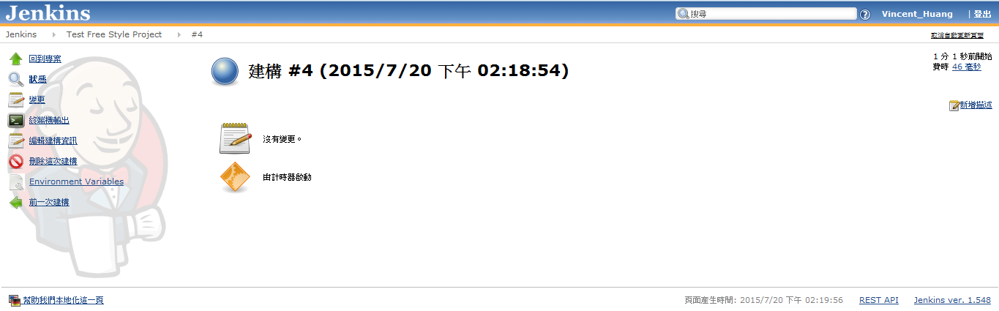 Jenkins
搜尋
Vincent_Huang
| 登出
Jenkins
Test Free Style Project
#4
取消自動更新頁面
回到專案
狀態
變更
終端機輸出
編輯建構資訊
刪除這次建構
Environment Variables
前一次建構
建構 #4 (2015/7/20 下午 02:18:54)
1 分 1 秒前開始
費時 46 毫秒
新增描述
沒有變更。
由計時器啟動
幫助我們本地化這一頁
頁面產生時間: 2015/7/20 下午 02:19:56
REST API
Jenkins ver. 1.548